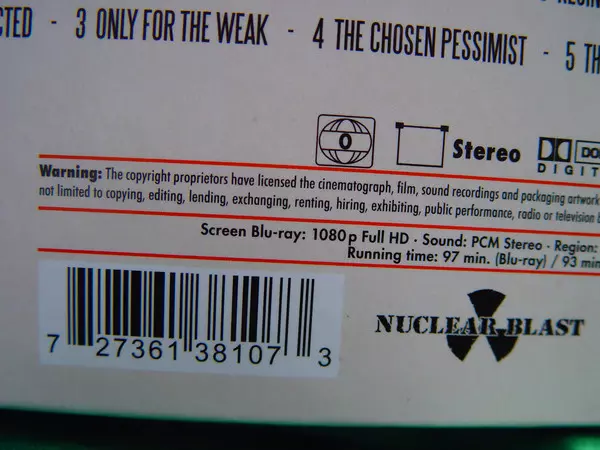 CTED - 3 ONLY FOR THE WEAK - 4 THE CHOSEN PESSIMIST - 5 TH
0
Stereo
DIGIT
Warning: The copyright proprietors have licensed the cinematograph, film, sound recordings and packaging artwork
not limited to copying, editing, lending, exchanging, renting, hiring, exhibiting, public performance, radio or television b
Screen Blu-ray: 1080p Full HD · Sound: PCM Stereo · Region:
Running time: 97 min. (Blu-ray) / 93 min
7 27361 38107 3
NUCLEAR BLAST